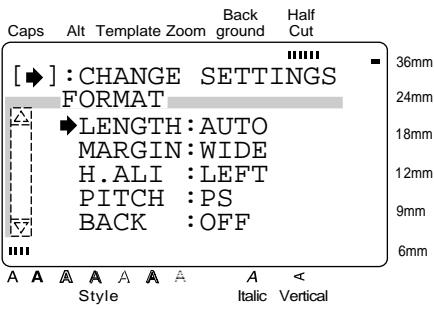 Back Half
Caps Alt Template Zoom ground Cut
[➡]:CHANGE SETTINGS
FORMAT
➡LENGTH:AUTO
MARGIN:WIDE
H.ALI :LEFT
PITCH :PS
BACK :OFF
36mm
24mm
18mm
12mm
9mm
6mm
A A A A A A A A A
Style Italic Vertical